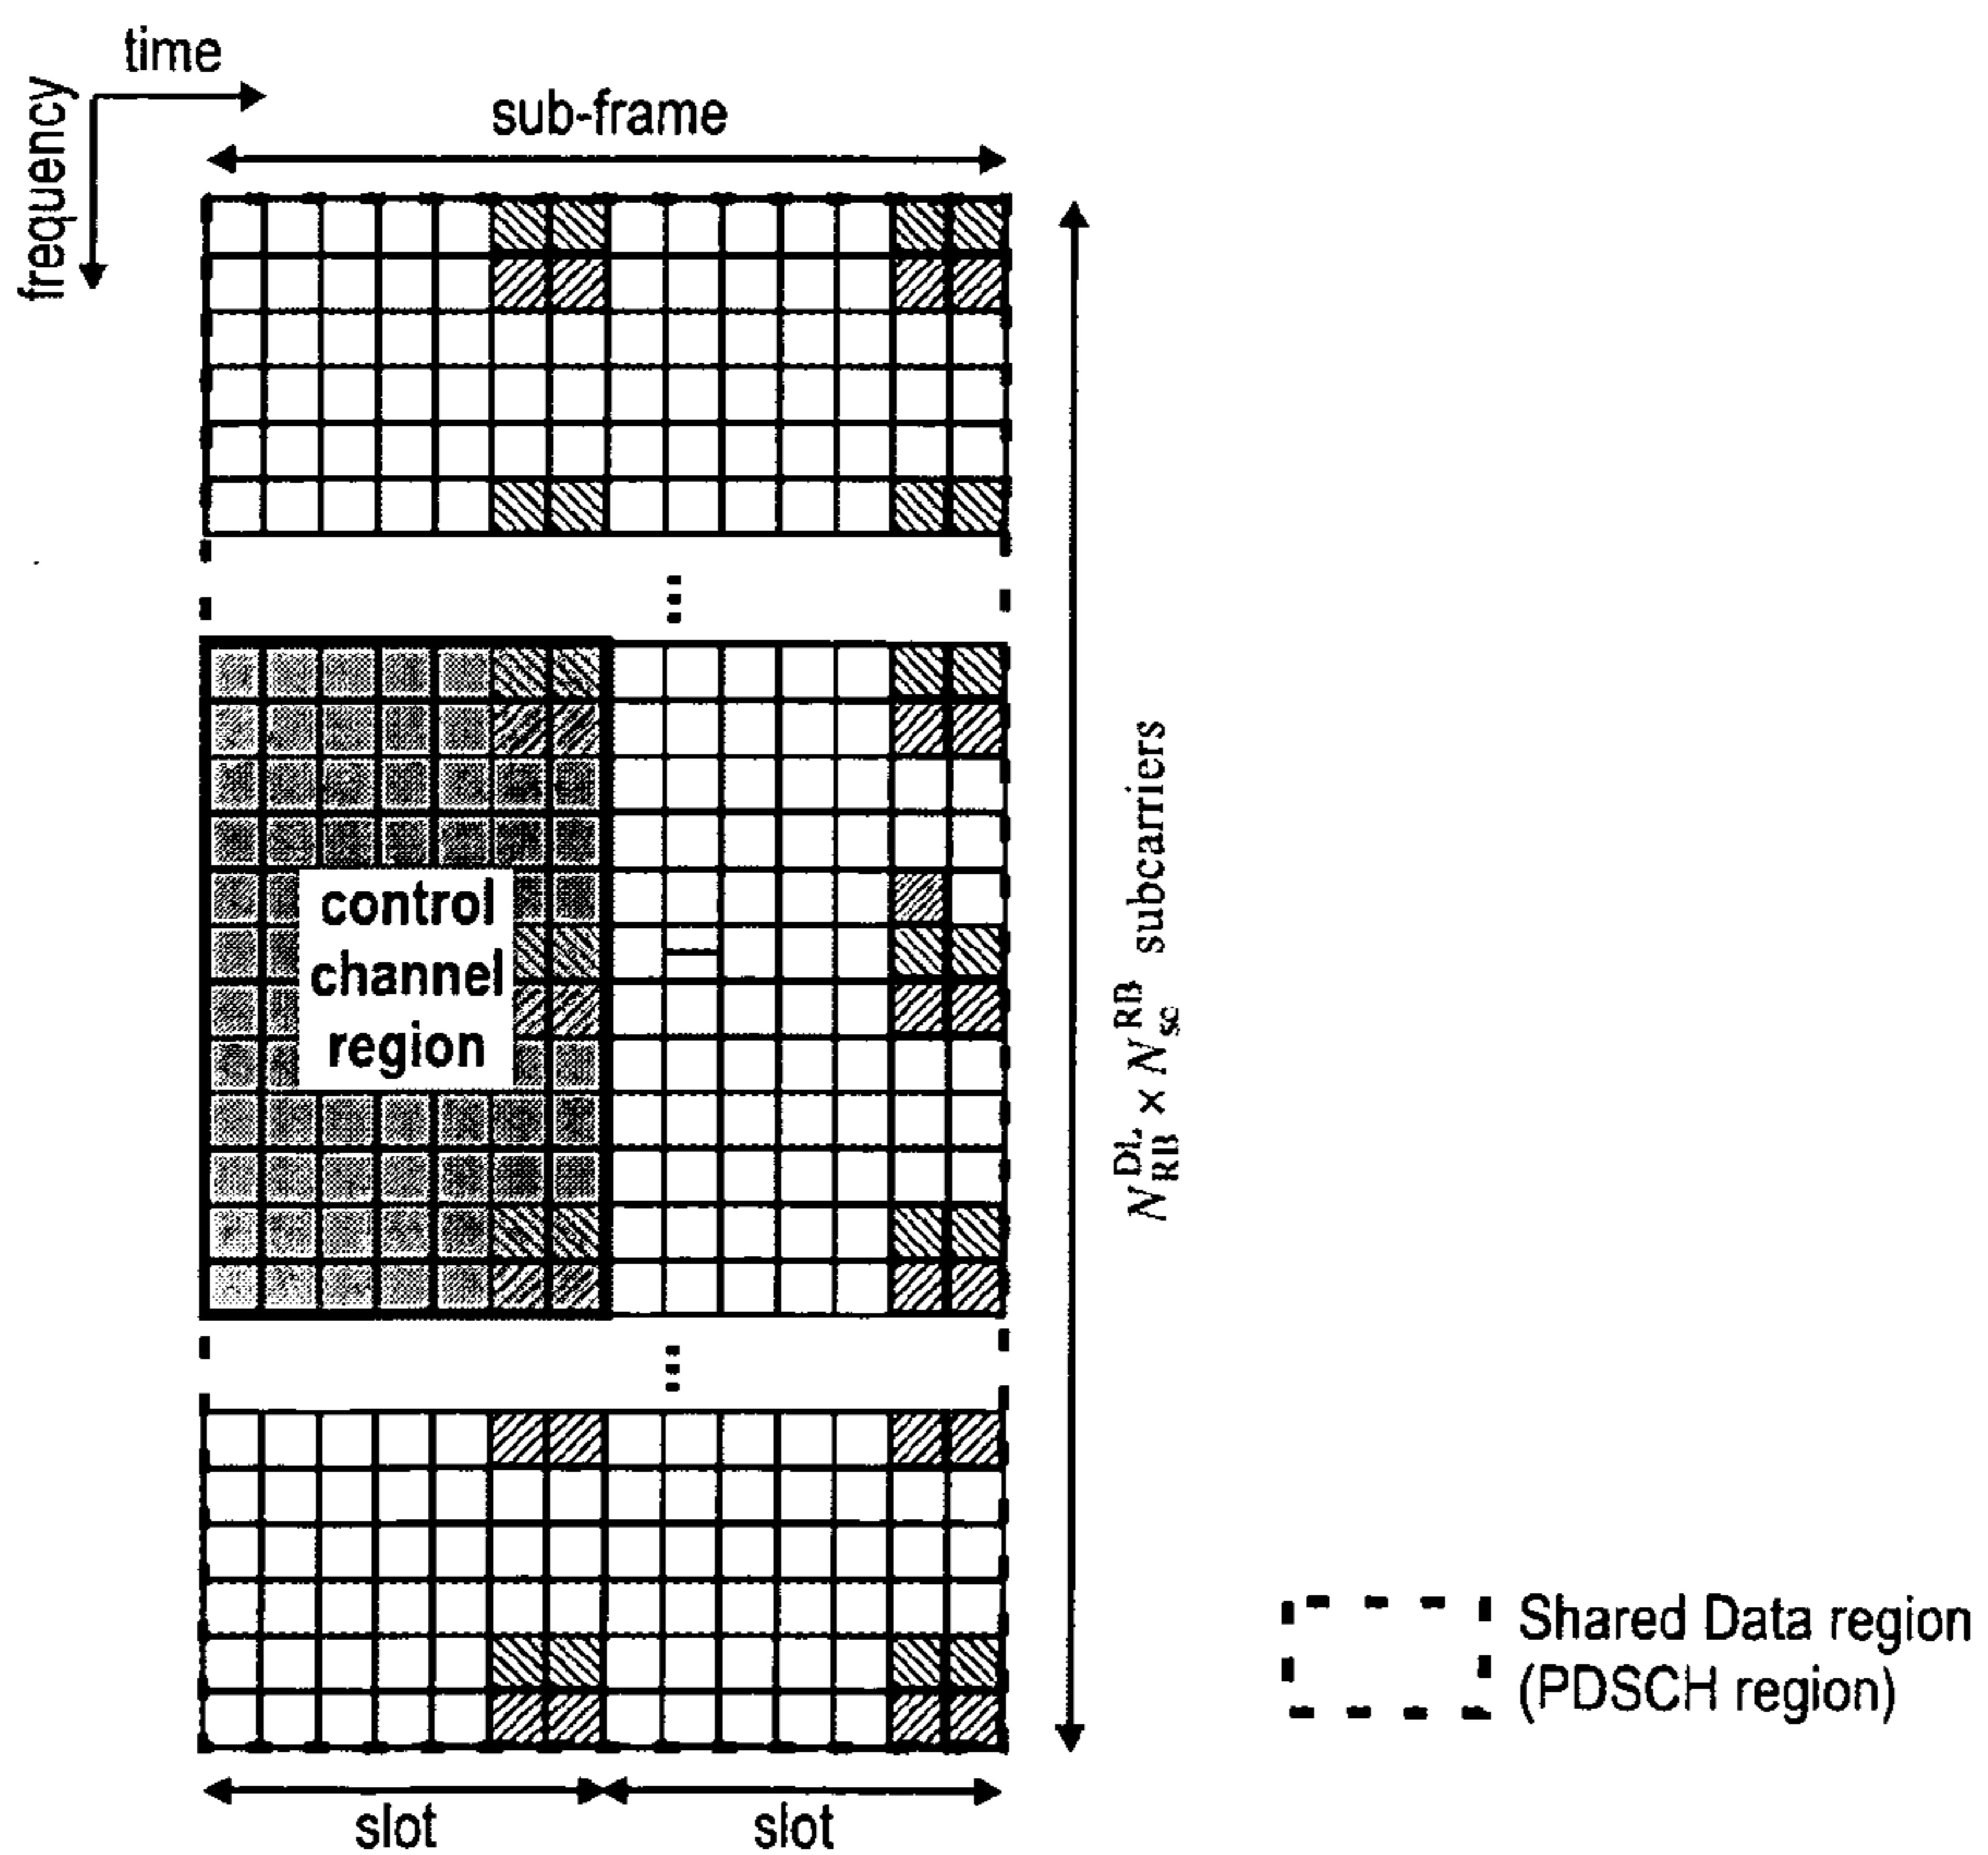 time
frequency
sub-frame
control
channel
region
N_RB^DL × N_sc^RB subcarriers
Shared Data region
(PDSCH region)
slot
slot